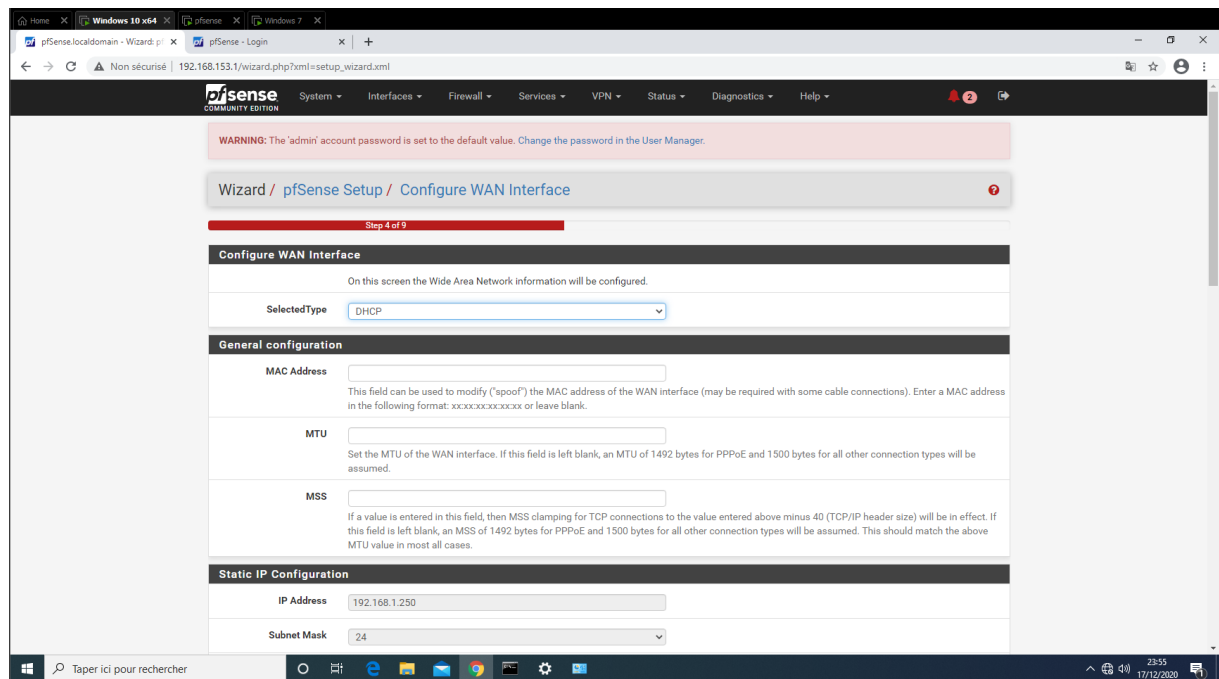 Home
Windows 10 x64
pfsense
Windows 7
pfSense.localdomain - Wizard: pf
pfSense - Login
Non sécurisé | 192.168.153.1/wizard.php?xml=setup_wizard.xml
pfsense
COMMUNITY EDITION
System
Interfaces
Firewall
Services
VPN
Status
Diagnostics
Help
2
WARNING: The 'admin' account password is set to the default value. Change the password in the User Manager.
Wizard / pfSense Setup / Configure WAN Interface
Step 4 of 9
Configure WAN Interface
On this screen the Wide Area Network information will be configured.
SelectedType
DHCP
General configuration
MAC Address
This field can be used to modify ("spoof") the MAC address of the WAN interface (may be required with some cable connections). Enter a MAC address
in the following format: xx:xx:xx:xx:xx:xx or leave blank.
MTU
Set the MTU of the WAN interface. If this field is left blank, an MTU of 1492 bytes for PPPoE and 1500 bytes for all other connection types will be
assumed.
MSS
If a value is entered in this field, then MSS clamping for TCP connections to the value entered above minus 40 (TCP/IP header size) will be in effect. If
this field is left blank, an MSS of 1492 bytes for PPPoE and 1500 bytes for all other connection types will be assumed. This should match the above
MTU value in most all cases.
Static IP Configuration
IP Address
192.168.1.250
Subnet Mask
24
Taper ici pour rechercher
23:55
17/12/2020